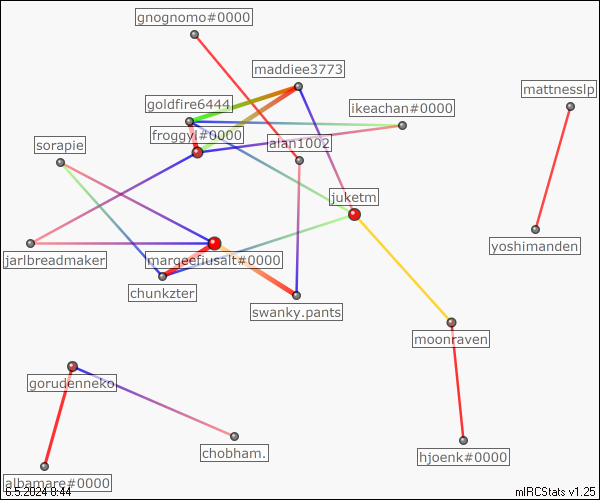 gnognomo#0000
maddiee3773
mattnesslp
goldfire6444
ikeachan#0000
froggyl#0000
alan1002
sorapie
juketm
yoshimanden
jarlbreadmaker
margeefiusalt#0000
chunkzter
swanky.pants
moonraven
gorudenneko
chobham.
hjoenk#0000
albamare#0000
6.5.2024 8:44
mIRCStats v1.25